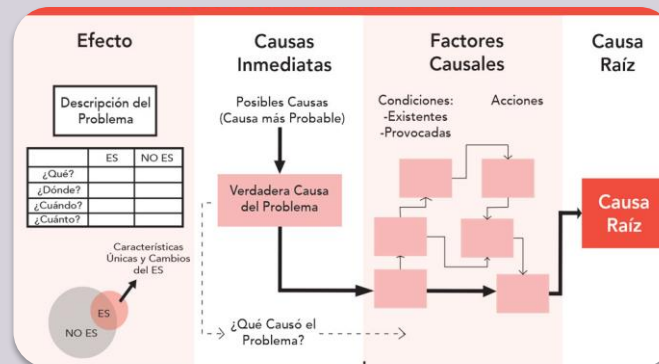 Efecto
Descripción del
Problema
ES NO ES
¿Qué?
¿Dónde?
¿Cuándo?
¿Cuánto?
Características
Únicas y Cambios
del ES
ES
NO ES
Causas
Inmediatas
Posibles Causas
(Causa más Probable)
Verdadera Causa
del Problema
¿Qué Causó el
Problema?
Factores
Causales
Condiciones:
-Existentes
-Provocadas
Acciones
Causa
Raíz
Causa
Raíz